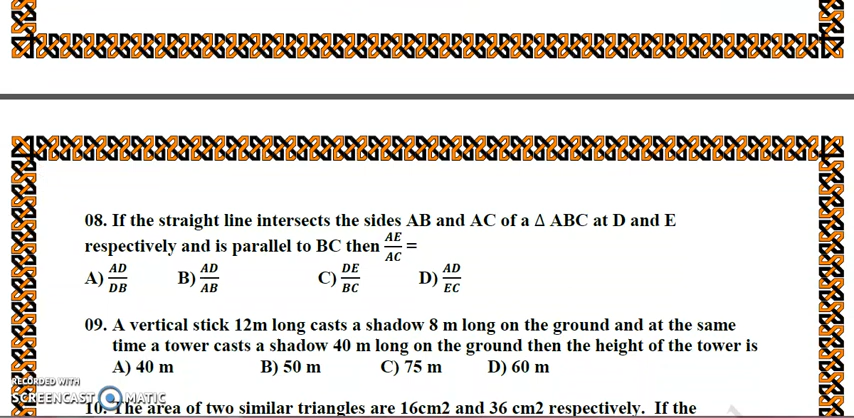 08. If the straight line intersects the sides AB and AC of a Δ ABC at D and E
respectively and is parallel to BC then AE/AC =
A) AD/DB B) AD/AB C) DE/BC D) AD/EC
09. A vertical stick 12m long casts a shadow 8 m long on the ground and at the same
time a tower casts a shadow 40 m long on the ground then the height of the tower is
A) 40 m B) 50 m C) 75 m D) 60 m
RECORDED WITH
SCREENCAST MATIC
10. The area of two similar triangles are 16cm2 and 36 cm2 respectively. If the